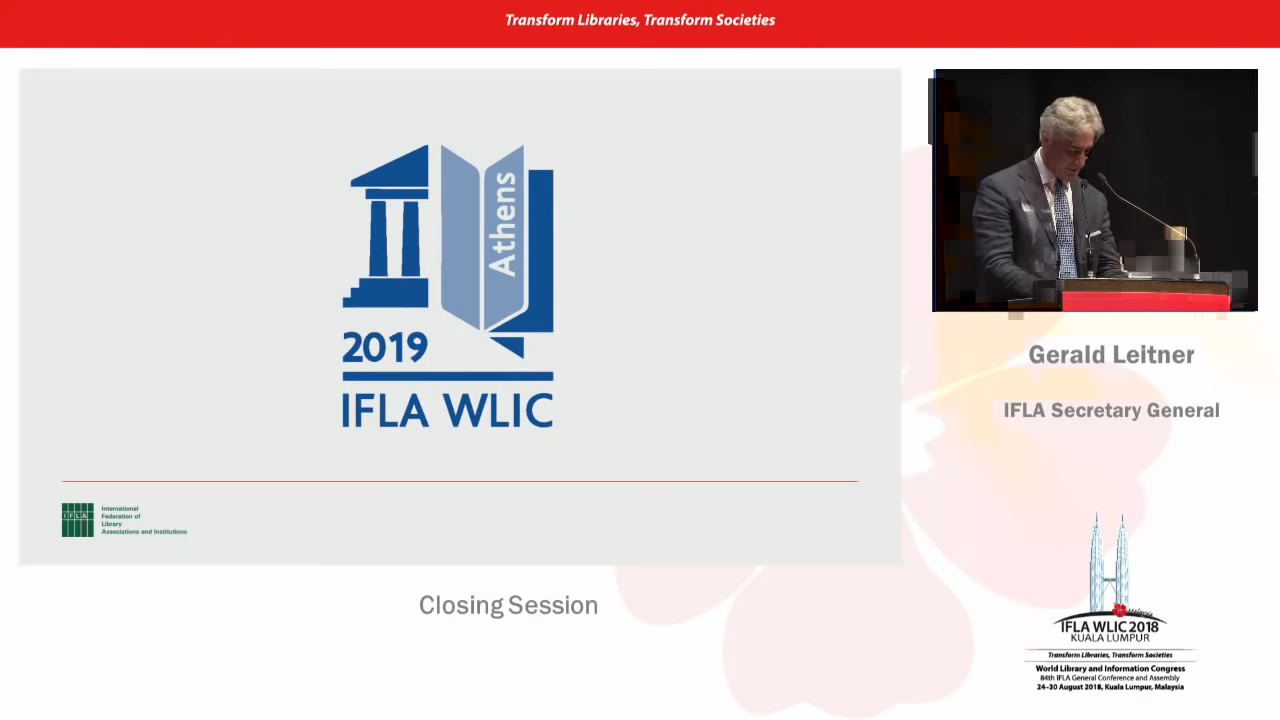 Transform Libraries, Transform Societies
Athens
2019
IFLA WLIC
IFLA
International
Federation of
Library
Associations and Institutions
Closing Session
Gerald Leitner
IFLA Secretary General
Malaysia
IFLA WLIC 2018
KUALA LUMPUR
Transform Libraries, Transform Societies
World Library and Information Congress
84th IFLA General Conference and Assembly
24–30 August 2018, Kuala Lumpur, Malaysia